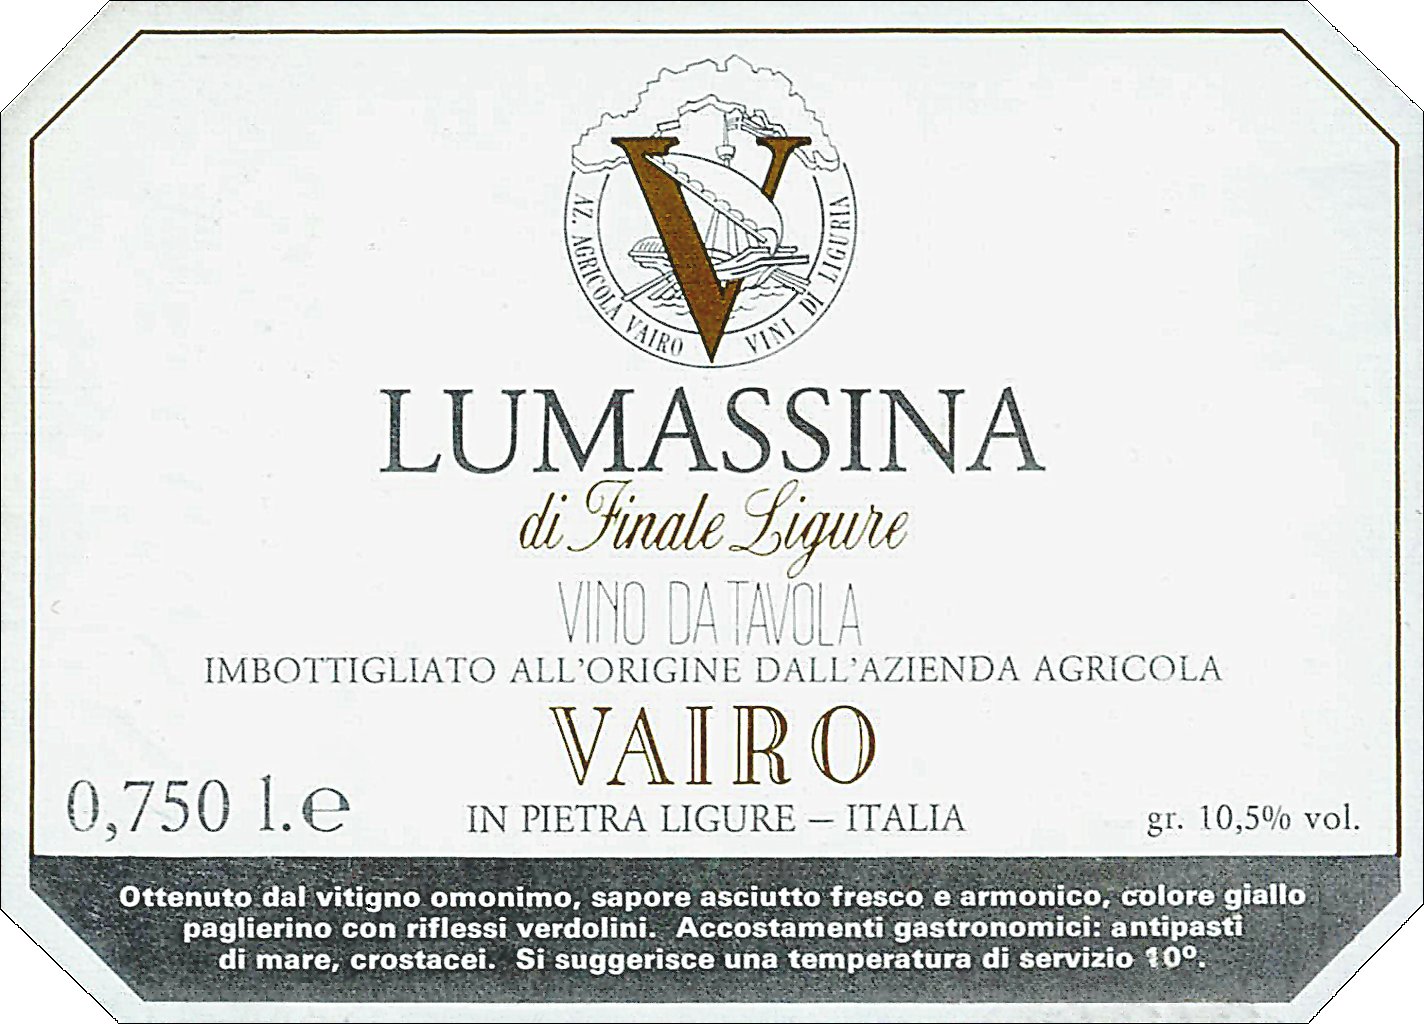 AZ. AGRICOLA VAIRO
VINI DI LIGURIA
V
LUMASSINA
di Finale Ligure
VINO DA TAVOLA
IMBOTTIGLIATO ALL'ORIGINE DALL'AZIENDA AGRICOLA
VAIRO
0,750 l.e
IN PIETRA LIGURE – ITALIA
gr. 10,5% vol.
Ottenuto dal vitigno omonimo, sapore asciutto fresco e armonico, colore giallo
paglierino con riflessi verdolini. Accostamenti gastronomici: antipasti
di mare, crostacei. Si suggerisce una temperatura di servizio 10º.